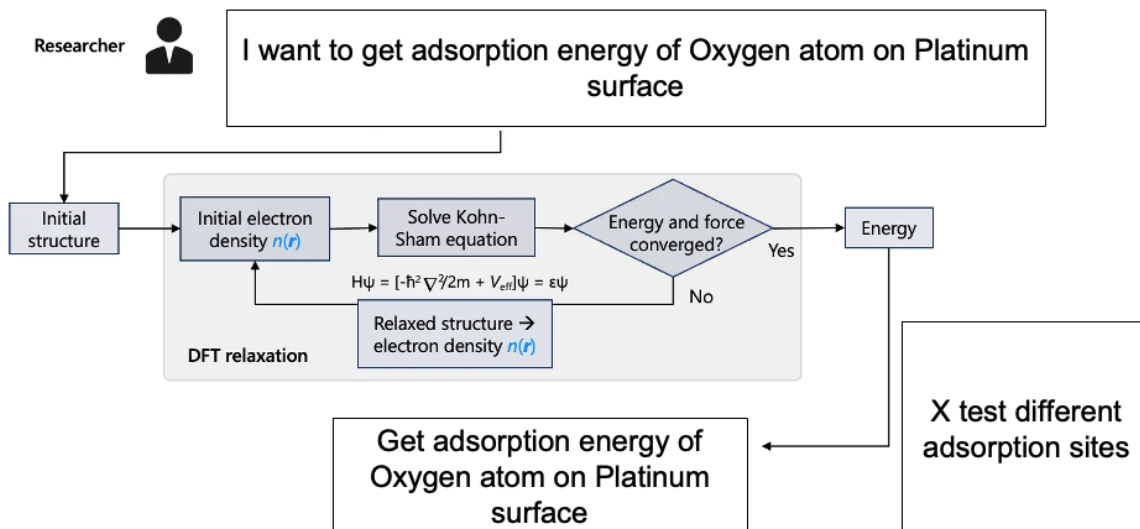 Researcher
I want to get adsorption energy of Oxygen atom on Platinum
surface
Initial
structure
Initial electron
density n(r)
Solve Kohn-
Sham equation
Energy and force
converged?
Yes
Energy
Hψ = [-ħ² ∇²/2m + Veff]ψ = εψ
No
Relaxed structure →
electron density n(r)
DFT relaxation
X test different
adsorption sites
Get adsorption energy of
Oxygen atom on Platinum
surface